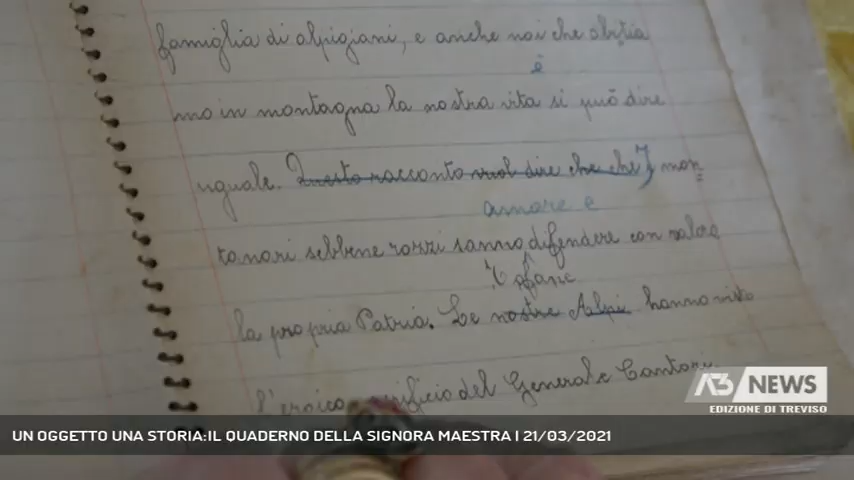 famiglia di alpigiani, e anche noi che abitia
è
mo in montagna la nostra vita si può dire
uguale. Questo racconto vuol dire che che I mon
amare e
tanari sebbene rozzi sanno difendere con valore
Tofane
la propria Patria. Le nostre Alpi hanno visto
l'eroico sacrificio del Generale Cantore
A3 NEWS
EDIZIONE DI TREVISO
UN OGGETTO UNA STORIA:IL QUADERNO DELLA SIGNORA MAESTRA | 21/03/2021